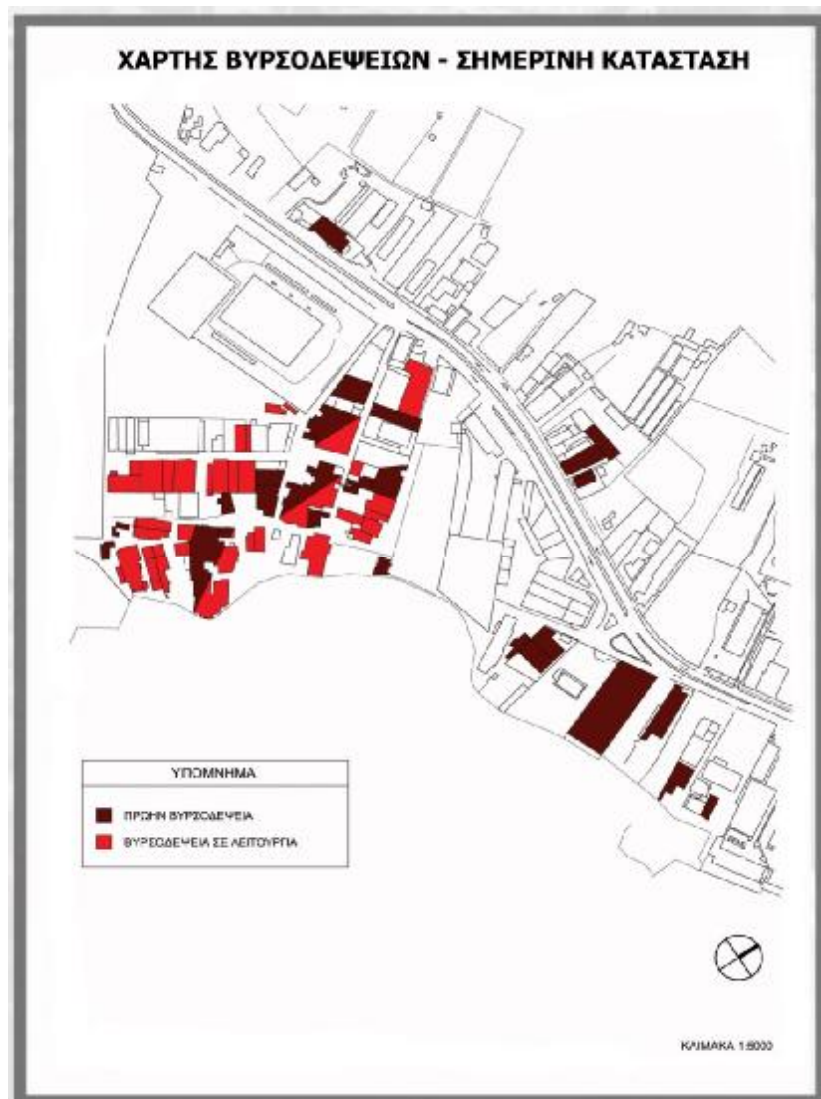 ΧΑΡΤΗΣ ΒΥΡΣΟΔΕΨΕΙΩΝ - ΣΗΜΕΡΙΝΗ ΚΑΤΑΣΤΑΣΗ
ΥΠΟΜΝΗΜΑ
ΠΡΩΗΝ ΒΥΡΣΟΔΕΨΕΙΑ
ΒΥΡΣΟΔΕΨΕΙΑ ΣΕ ΛΕΙΤΟΥΡΓΙΑ
ΚΛΙΜΑΚΑ 1:5000